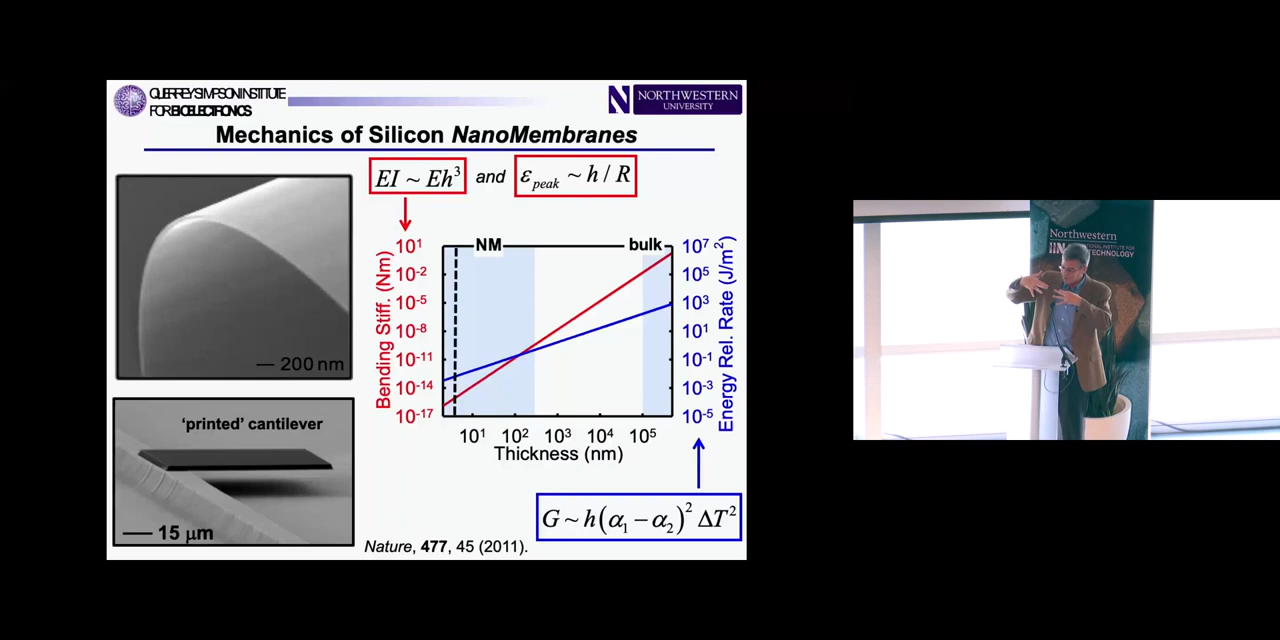 QUERREY SIMPSON INSTITUTE
FOR BIOELECTRONICS
N NORTHWESTERN
UNIVERSITY
Mechanics of Silicon NanoMembranes
EI ~ Eh³ and ε_peak ~ h / R
200 nm
'printed' cantilever
15 μm
Bending Stiff. (Nm)
10¹
10⁻²
10⁻⁵
10⁻⁸
10⁻¹¹
10⁻¹⁴
10⁻¹⁷
NM bulk
10⁷
10⁵
10³
10¹
10⁻¹
10⁻³
10⁻⁵
Energy Rel. Rate (J/m²)
10¹ 10² 10³ 10⁴ 10⁵
Thickness (nm)
G ~ h(α₁ − α₂)² ΔT²
Nature, 477, 45 (2011).
Northwestern